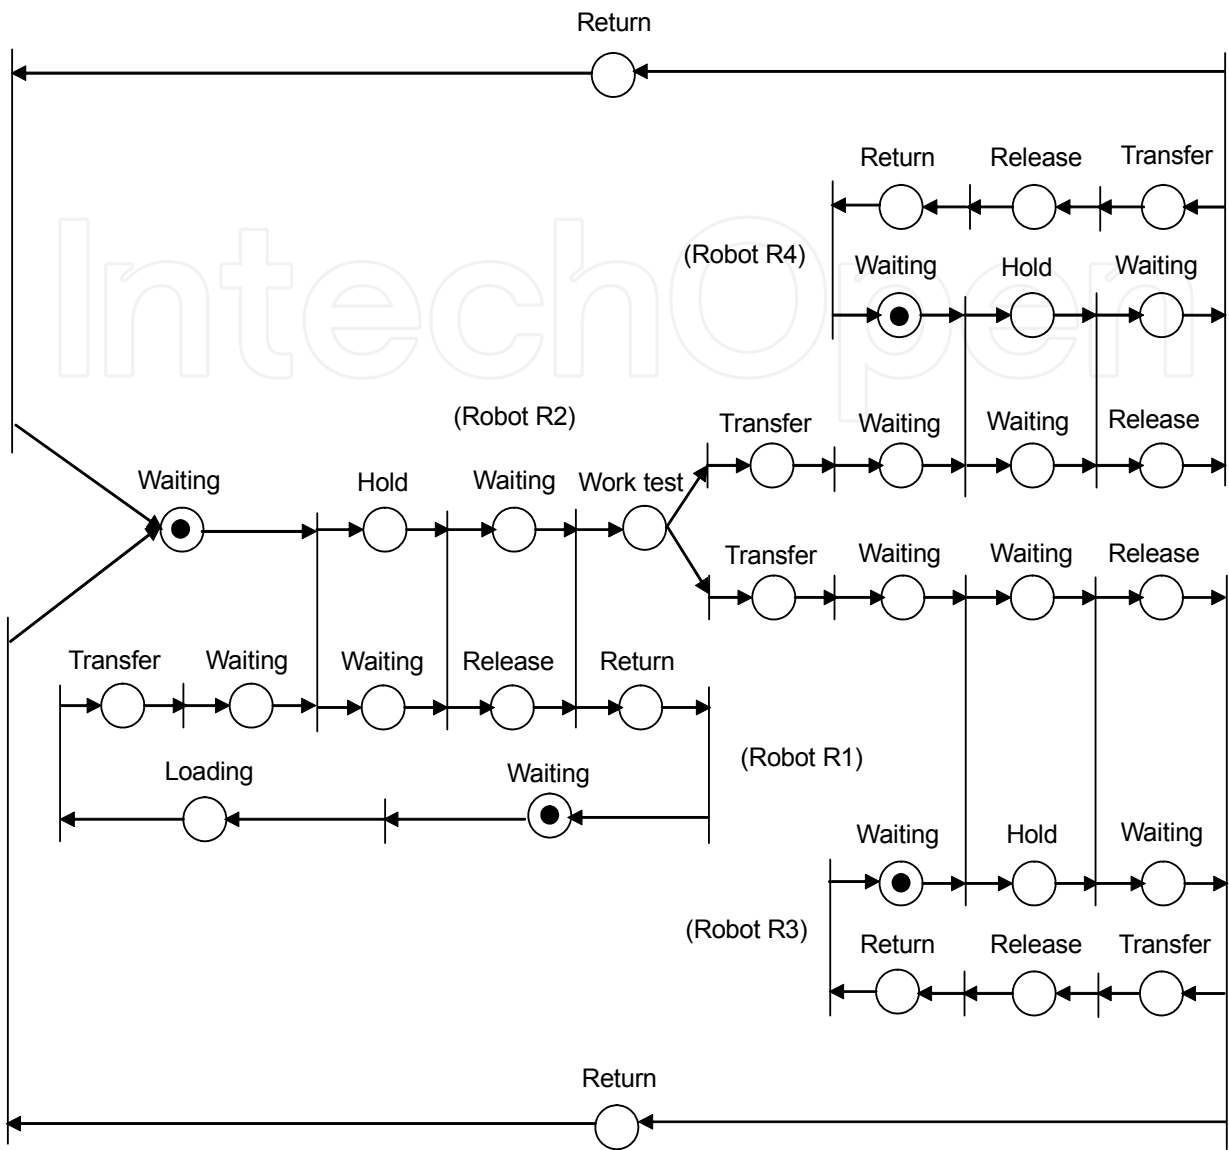 Return
Return Release Transfer
IntechOpen
(Robot R4)
Waiting Hold Waiting
(Robot R2)
Transfer Waiting Waiting Release
Waiting Hold Waiting Work test
Transfer Waiting Waiting Release
Transfer Waiting Waiting Release Return
(Robot R1)
Loading Waiting
Waiting Hold Waiting
(Robot R3)
Return Release Transfer
Return